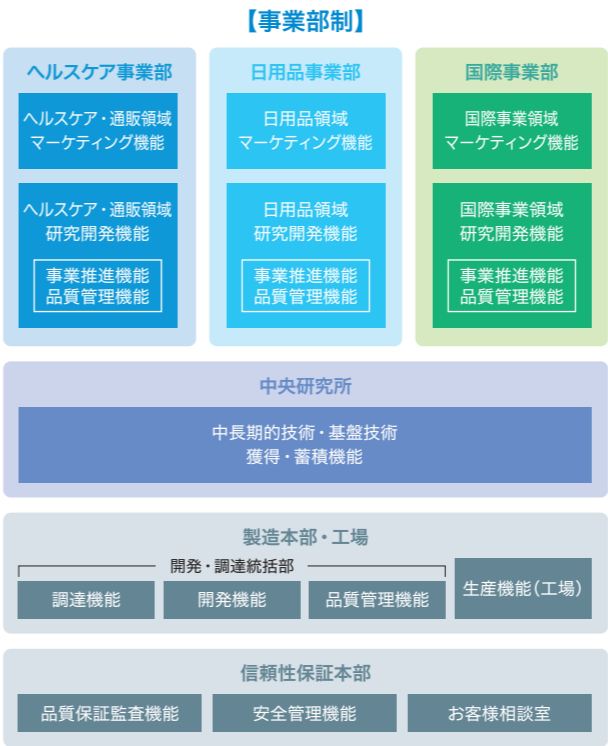 【事業部制】
ヘルスケア事業部
ヘルスケア・通販領域
マーケティング機能
ヘルスケア・通販領域
研究開発機能
事業推進機能
品質管理機能
日用品事業部
日用品領域
マーケティング機能
日用品領域
研究開発機能
事業推進機能
品質管理機能
国際事業部
国際事業領域
マーケティング機能
国際事業領域
研究開発機能
事業推進機能
品質管理機能
中央研究所
中長期的技術・基盤技術
獲得・蓄積機能
製造本部・工場
開発・調達統括部
調達機能
開発機能
品質管理機能
生産機能(工場)
信頼性保証本部
品質保証監査機能
安全管理機能
お客様相談室